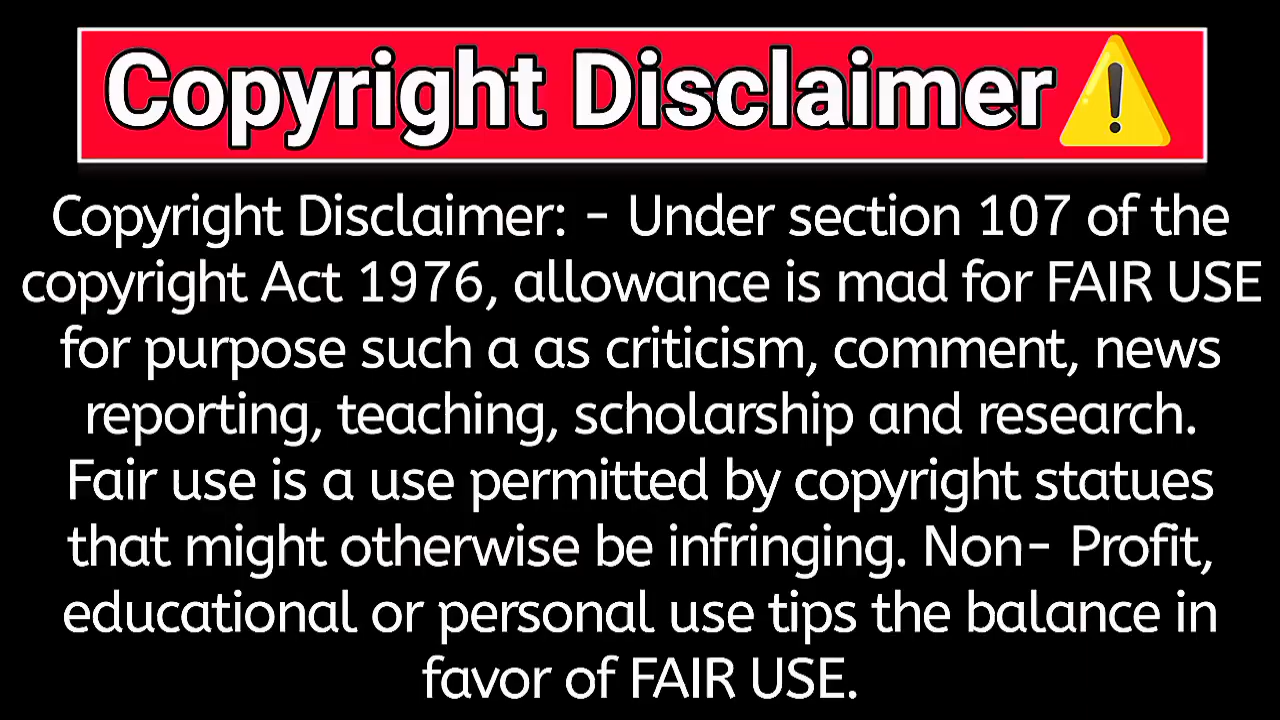 Copyright Disclaimer⚠️
Copyright Disclaimer: - Under section 107 of the
copyright Act 1976, allowance is mad for FAIR USE
for purpose such a as criticism, comment, news
reporting, teaching, scholarship and research.
Fair use is a use permitted by copyright statues
that might otherwise be infringing. Non- Profit,
educational or personal use tips the balance in
favor of FAIR USE.